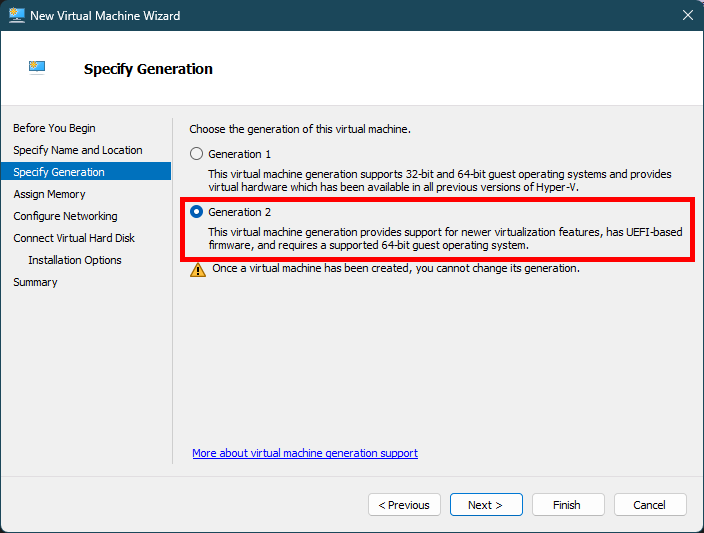 New Virtual Machine Wizard
Specify Generation
Before You Begin
Specify Name and Location
Specify Generation
Assign Memory
Configure Networking
Connect Virtual Hard Disk
Installation Options
Summary
Choose the generation of this virtual machine.
Generation 1
This virtual machine generation supports 32-bit and 64-bit guest operating systems and provides
virtual hardware which has been available in all previous versions of Hyper-V.
Generation 2
This virtual machine generation provides support for newer virtualization features, has UEFI-based
firmware, and requires a supported 64-bit guest operating system.
Once a virtual machine has been created, you cannot change its generation.
More about virtual machine generation support
< Previous
Next >
Finish
Cancel